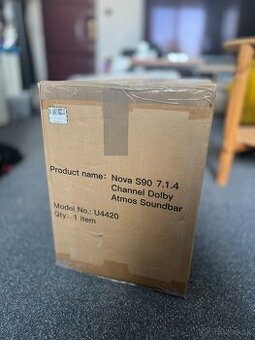 Product name: Nova S90 7.1.4
Channel Dolby
Atmos Soundbar
Model No.: U4420
Qty: 1 item